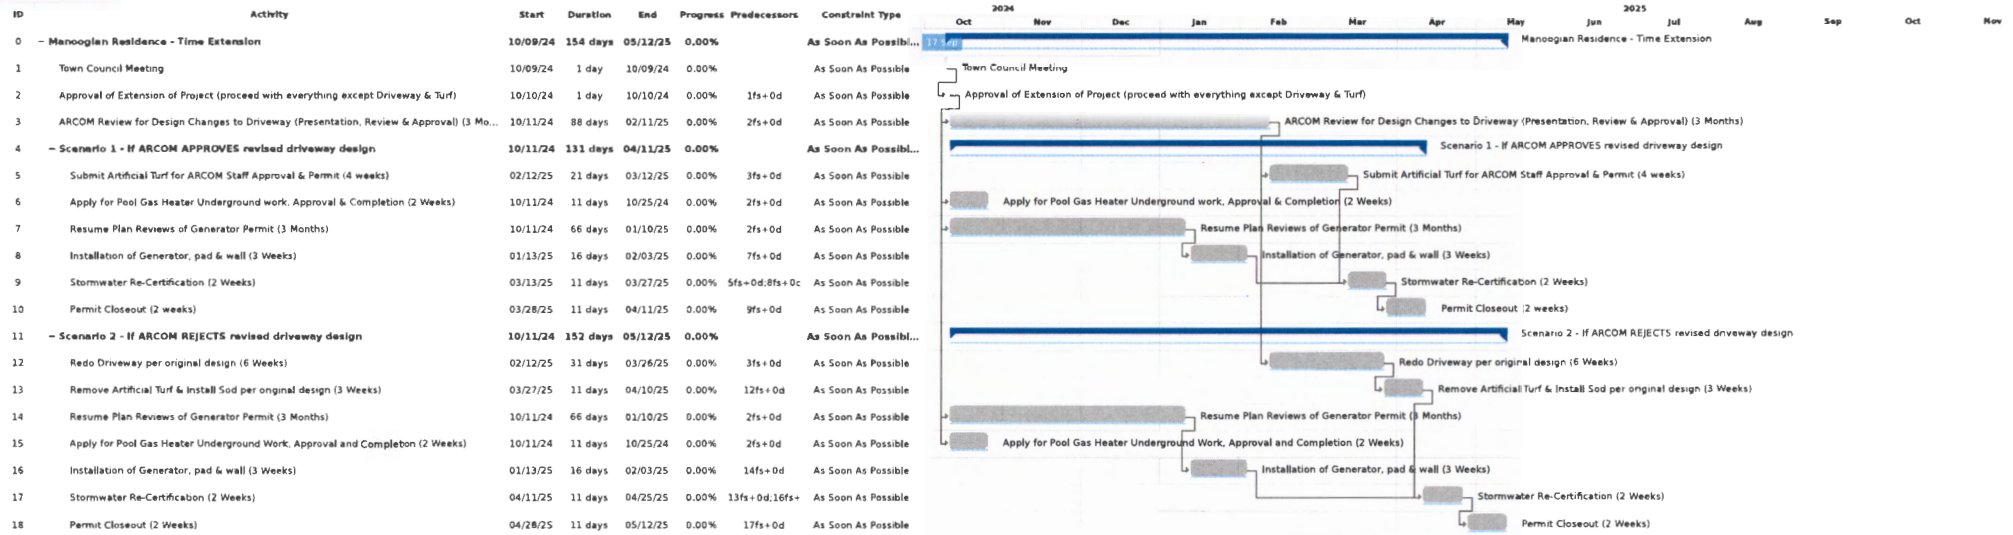 ID Activity Start Duration End Progress Predecessors Constraint Type
2024 2025
Oct Nov Dec Jan Feb Mar Apr May Jun Jul Aug Sep Oct Nov
0 − Manoogian Residence - Time Extension 10/09/24 154 days 05/12/25 0.00% As Soon As Possibl... 17 Sep Manoogian Residence - Time Extension
1 Town Council Meeting 10/09/24 1 day 10/09/24 0.00% As Soon As Possible Town Council Meeting
2 Approval of Extension of Project (proceed with everything except Driveway & Turf) 10/10/24 1 day 10/10/24 0.00% 1fs+0d As Soon As Possible Approval of Extension of Project (proceed with everything except Driveway & Turf)
3 ARCOM Review for Design Changes to Driveway (Presentation, Review & Approval) (3 Mo... 10/11/24 88 days 02/11/25 0.00% 2fs+0d As Soon As Possible ARCOM Review for Design Changes to Driveway (Presentation, Review & Approval) (3 Months)
4 − Scenario 1 - If ARCOM APPROVES revised driveway design 10/11/24 131 days 04/11/25 0.00% As Soon As Possibl... Scenario 1 - If ARCOM APPROVES revised driveway design
5 Submit Artificial Turf for ARCOM Staff Approval & Permit (4 weeks) 02/12/25 21 days 03/12/25 0.00% 3fs+0d As Soon As Possible Submit Artificial Turf for ARCOM Staff Approval & Permit (4 weeks)
6 Apply for Pool Gas Heater Underground work, Approval & Completion (2 Weeks) 10/11/24 11 days 10/25/24 0.00% 2fs+0d As Soon As Possible Apply for Pool Gas Heater Underground work, Approval & Completion (2 Weeks)
7 Resume Plan Reviews of Generator Permit (3 Months) 10/11/24 66 days 01/10/25 0.00% 2fs+0d As Soon As Possible Resume Plan Reviews of Generator Permit (3 Months)
8 Installation of Generator, pad & wall (3 Weeks) 01/13/25 16 days 02/03/25 0.00% 7fs+0d As Soon As Possible Installation of Generator, pad & wall (3 Weeks)
9 Stormwater Re-Certification (2 Weeks) 03/13/25 11 days 03/27/25 0.00% 5fs+0d;8fs+0c As Soon As Possible Stormwater Re-Certification (2 Weeks)
10 Permit Closeout (2 weeks) 03/28/25 11 days 04/11/25 0.00% 9fs+0d As Soon As Possible Permit Closeout (2 weeks)
11 − Scenario 2 - If ARCOM REJECTS revised driveway design 10/11/24 152 days 05/12/25 0.00% As Soon As Possibl... Scenario 2 - If ARCOM REJECTS revised driveway design
12 Redo Driveway per original design (6 Weeks) 02/12/25 31 days 03/26/25 0.00% 3fs+0d As Soon As Possible Redo Driveway per original design (6 Weeks)
13 Remove Artificial Turf & Install Sod per original design (3 Weeks) 03/27/25 11 days 04/10/25 0.00% 12fs+0d As Soon As Possible Remove Artificial Turf & Install Sod per original design (3 Weeks)
14 Resume Plan Reviews of Generator Permit (3 Months) 10/11/24 66 days 01/10/25 0.00% 2fs+0d As Soon As Possible Resume Plan Reviews of Generator Permit (3 Months)
15 Apply for Pool Gas Heater Underground Work, Approval and Completion (2 Weeks) 10/11/24 11 days 10/25/24 0.00% 2fs+0d As Soon As Possible Apply for Pool Gas Heater Underground Work, Approval and Completion (2 Weeks)
16 Installation of Generator, pad & wall (3 Weeks) 01/13/25 16 days 02/03/25 0.00% 14fs+0d As Soon As Possible Installation of Generator, pad & wall (3 Weeks)
17 Stormwater Re-Certification (2 Weeks) 04/11/25 11 days 04/25/25 0.00% 13fs+0d;16fs+ As Soon As Possible Stormwater Re-Certification (2 Weeks)
18 Permit Closeout (2 Weeks) 04/28/25 11 days 05/12/25 0.00% 17fs+0d As Soon As Possible Permit Closeout (2 Weeks)